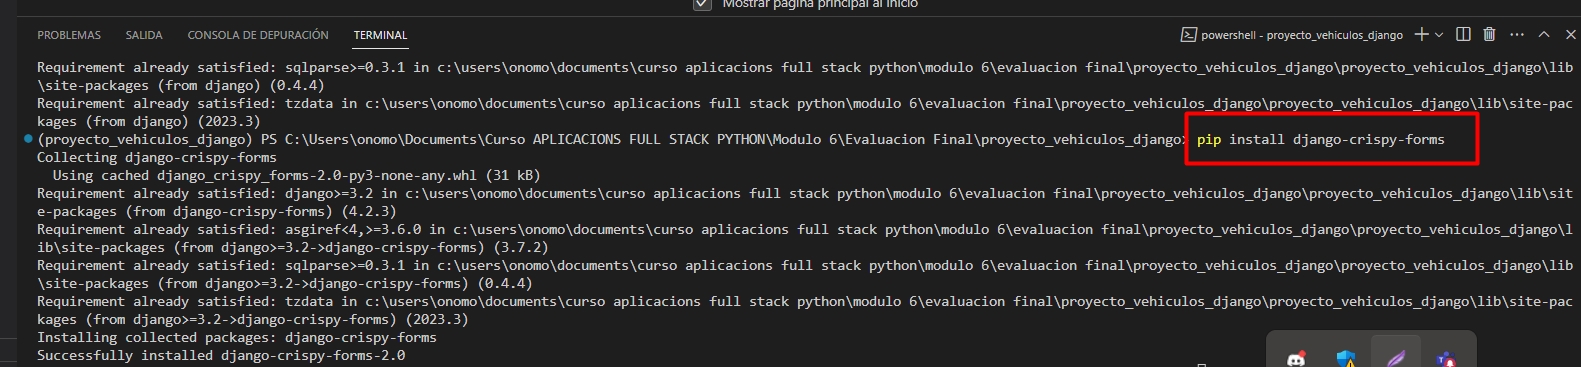 Mostrar página principal al inicio
PROBLEMAS SALIDA CONSOLA DE DEPURACIÓN TERMINAL powershell - proyecto_vehiculos_django
Requirement already satisfied: sqlparse>=0.3.1 in c:\users\onomo\documents\curso aplicacions full stack python\modulo 6\evaluacion final\proyecto_vehiculos_django\proyecto_vehiculos_django\lib
\site-packages (from django) (0.4.4)
Requirement already satisfied: tzdata in c:\users\onomo\documents\curso aplicacions full stack python\modulo 6\evaluacion final\proyecto_vehiculos_django\proyecto_vehiculos_django\lib\site-pac
kages (from django) (2023.3)
(proyecto_vehiculos_django) PS C:\Users\onomo\Documents\Curso APLICACIONS FULL STACK PYTHON\Modulo 6\Evaluacion Final\proyecto_vehiculos_django> pip install django-crispy-forms
Collecting django-crispy-forms
Using cached django_crispy_forms-2.0-py3-none-any.whl (31 kB)
Requirement already satisfied: django>=3.2 in c:\users\onomo\documents\curso aplicacions full stack python\modulo 6\evaluacion final\proyecto_vehiculos_django\proyecto_vehiculos_django\lib\sit
e-packages (from django-crispy-forms) (4.2.3)
Requirement already satisfied: asgiref<4,>=3.6.0 in c:\users\onomo\documents\curso aplicacions full stack python\modulo 6\evaluacion final\proyecto_vehiculos_django\proyecto_vehiculos_django\l
ib\site-packages (from django>=3.2->django-crispy-forms) (3.7.2)
Requirement already satisfied: sqlparse>=0.3.1 in c:\users\onomo\documents\curso aplicacions full stack python\modulo 6\evaluacion final\proyecto_vehiculos_django\proyecto_vehiculos_django\lib
\site-packages (from django>=3.2->django-crispy-forms) (0.4.4)
Requirement already satisfied: tzdata in c:\users\onomo\documents\curso aplicacions full stack python\modulo 6\evaluacion final\proyecto_vehiculos_django\proyecto_vehiculos_django\lib\site-pac
kages (from django>=3.2->django-crispy-forms) (2023.3)
Installing collected packages: django-crispy-forms
Successfully installed django-crispy-forms-2.0